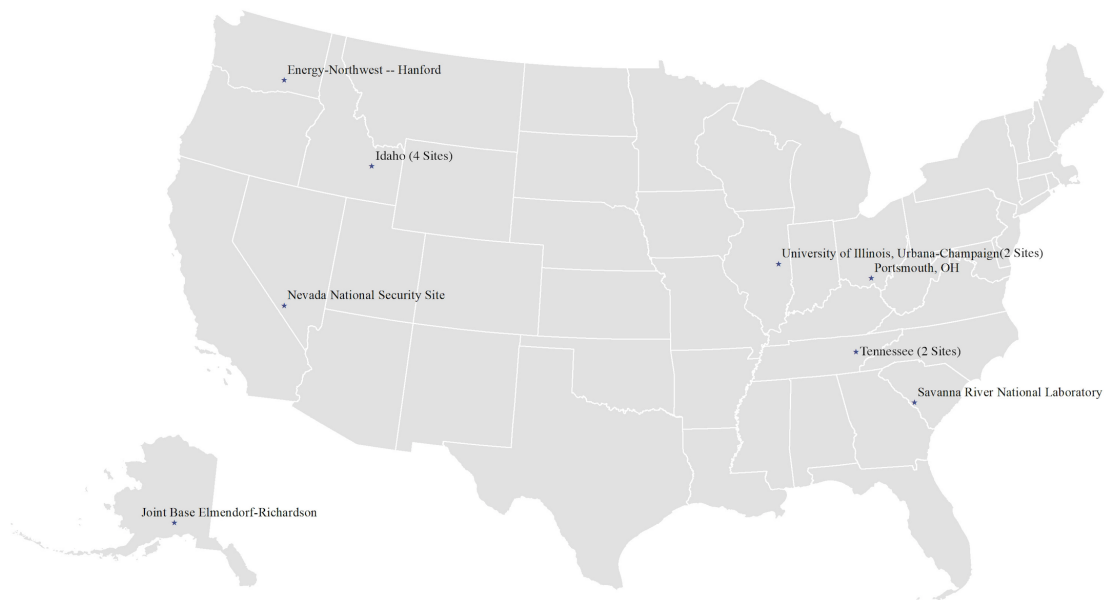 Energy-Northwest -- Hanford
Idaho (4 Sites)
University of Illinois, Urbana-Champaign(2 Sites)
Portsmouth, OH
Nevada National Security Site
Tennessee (2 Sites)
Savanna River National Laboratory
Joint Base Elmendorf-Richardson